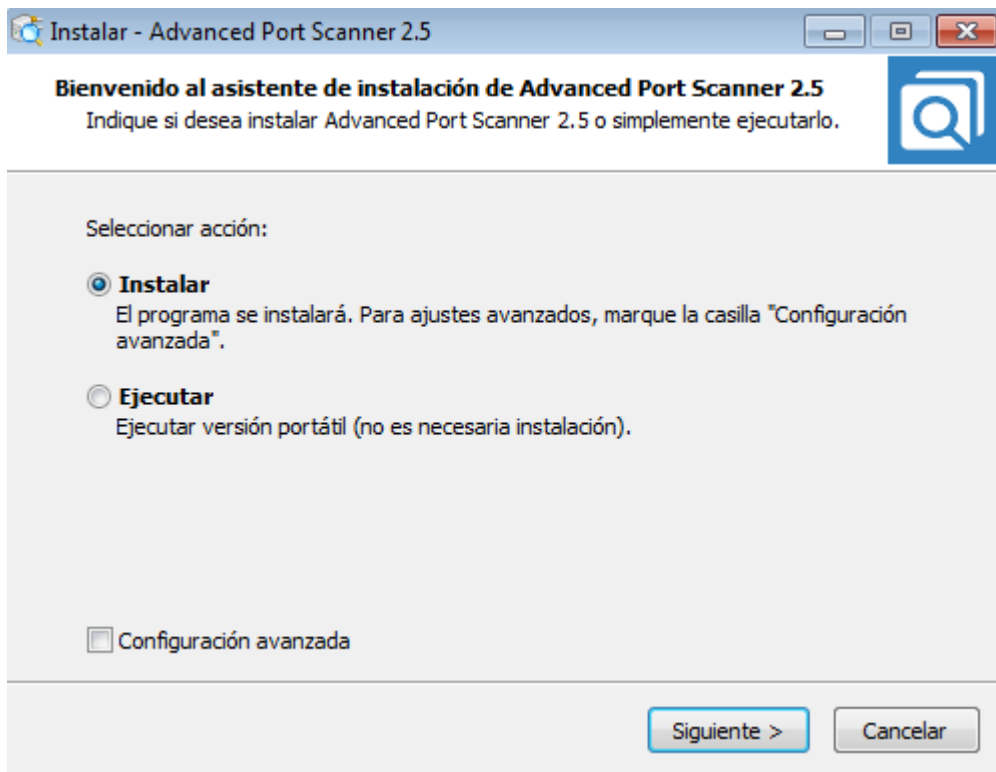 Instalar - Advanced Port Scanner 2.5
Bienvenido al asistente de instalación de Advanced Port Scanner 2.5
Indique si desea instalar Advanced Port Scanner 2.5 o simplemente ejecutarlo.
Seleccionar acción:
Instalar
El programa se instalará. Para ajustes avanzados, marque la casilla "Configuración
avanzada".
Ejecutar
Ejecutar versión portátil (no es necesaria instalación).
Configuración avanzada
Siguiente > Cancelar